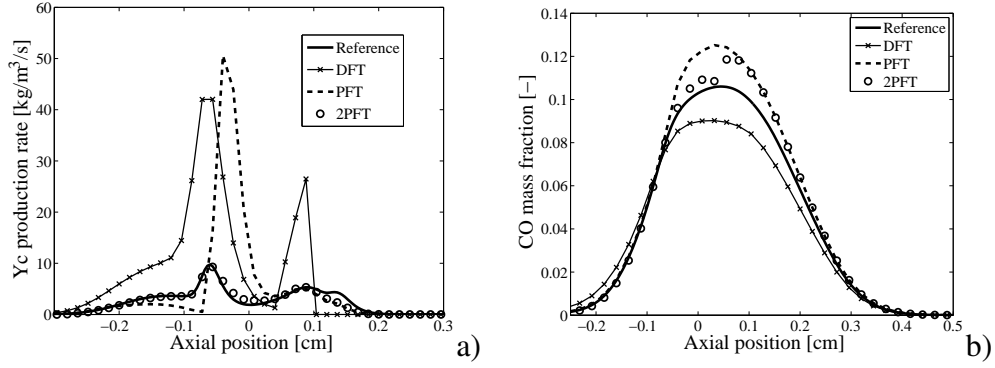 60
50
40
30
20
10
0
Yc production rate [kg/m³/s]
Reference
DFT
PFT
2PFT
−0.2
−0.1
0
0.1
0.2
0.3
Axial position [cm]
a)
0.14
0.12
0.1
0.08
0.06
0.04
0.02
0
CO mass fraction [−]
Reference
DFT
PFT
2PFT
−0.2
−0.1
0
0.1
0.2
0.3
0.4
0.5
Axial position [cm]
b)